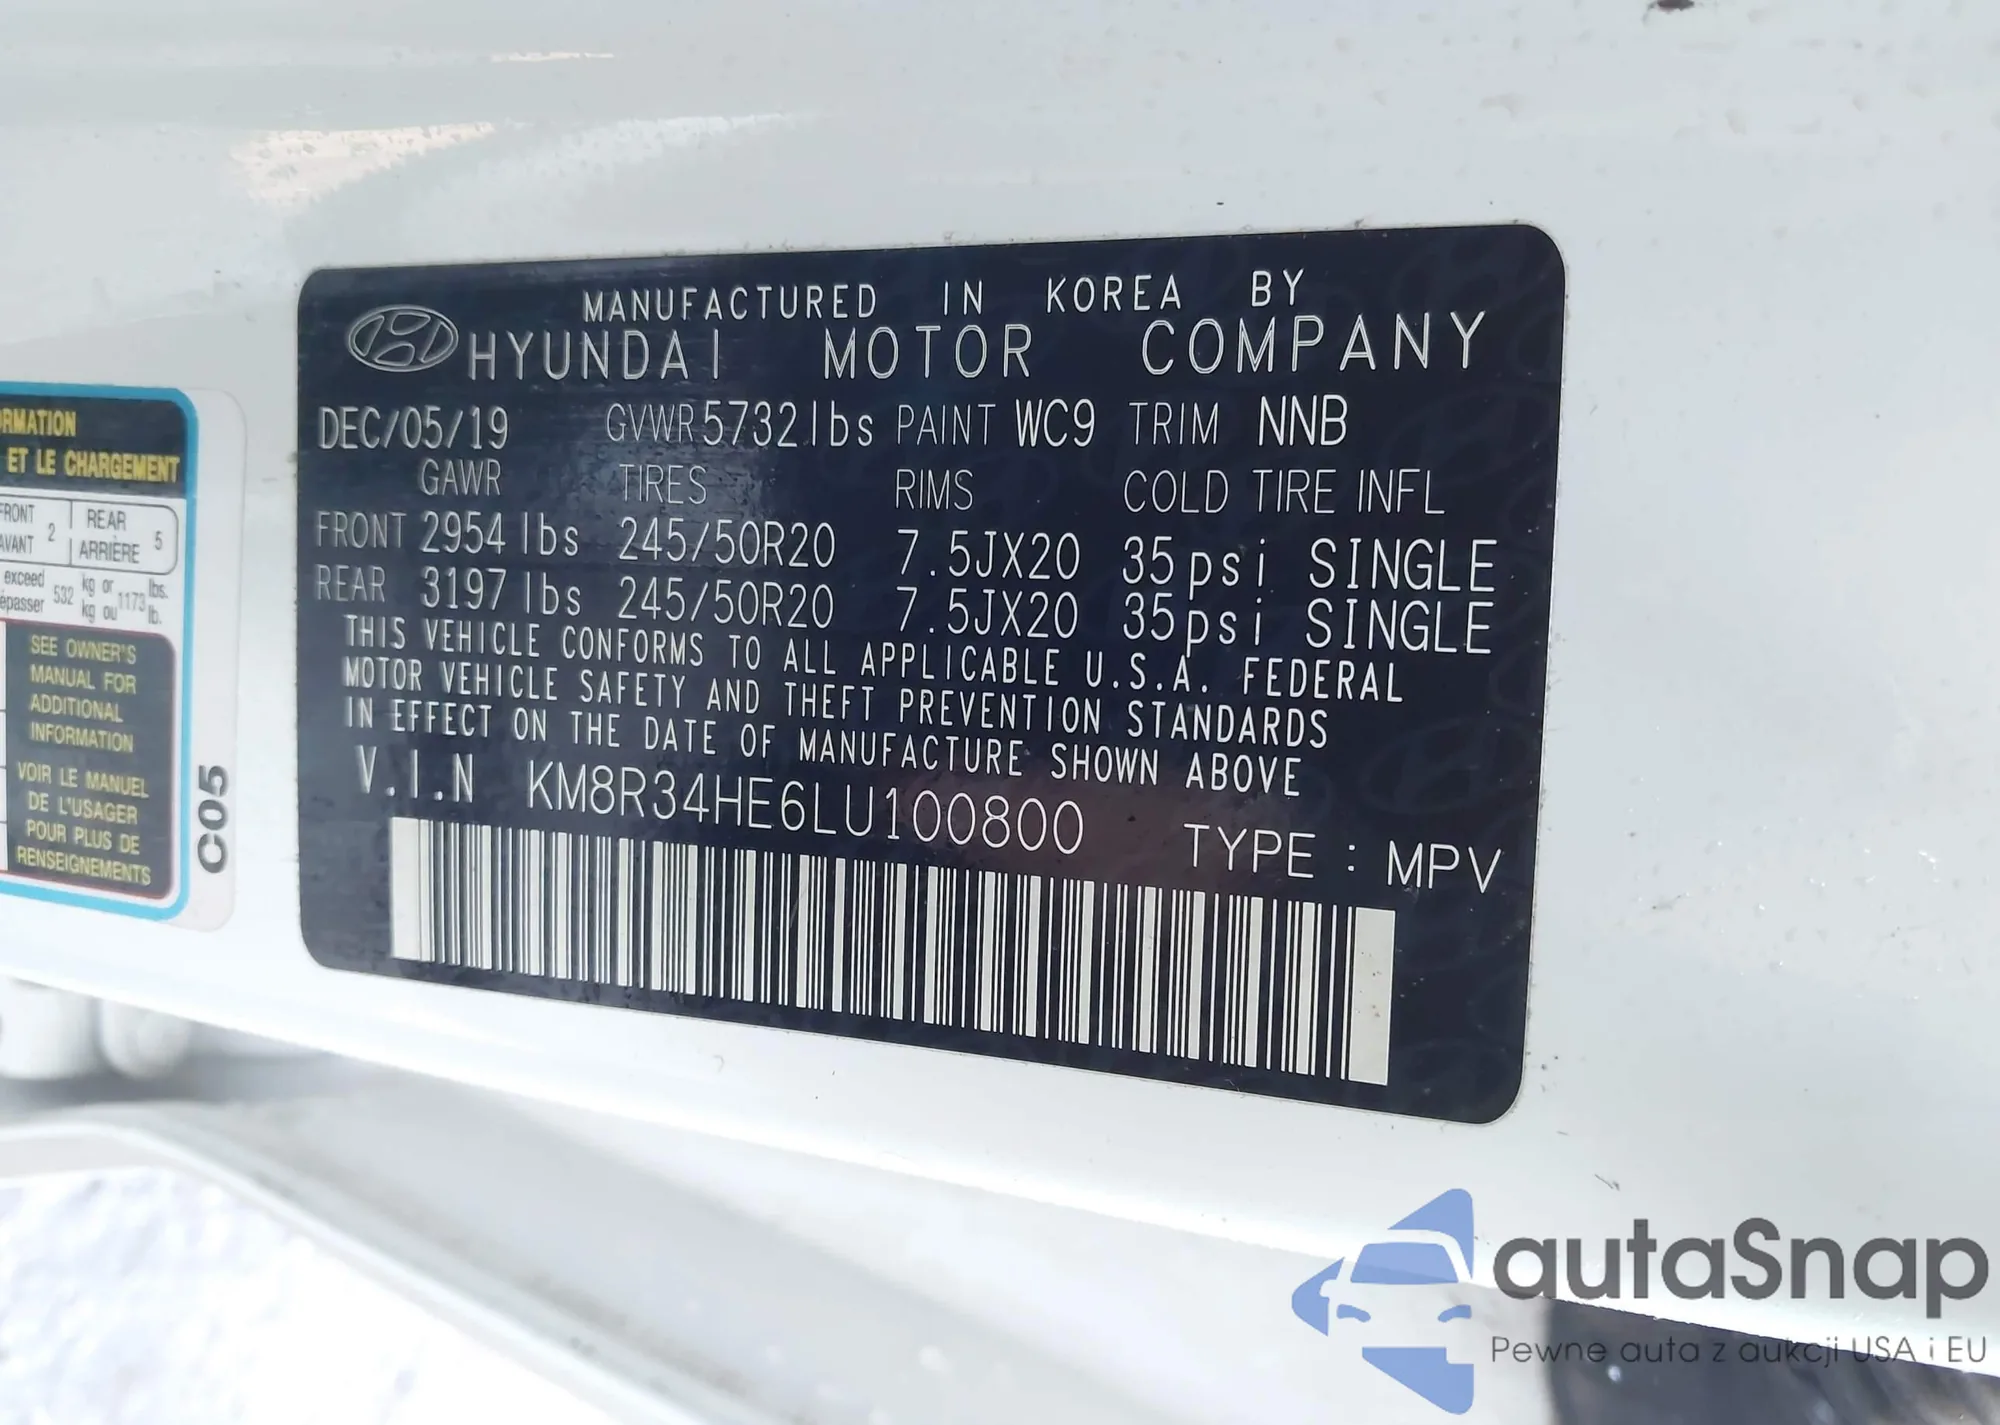 MANUFACTURED IN KOREA BY
HYUNDAI MOTOR COMPANY
DEC/05/19 GVWR 5732lbs PAINT WC9 TRIM NNB
GAWR TIRES RIMS COLD TIRE INFL
FRONT 2954 lbs 245/50R20 7.5JX20 35psi SINGLE
REAR 3197 lbs 245/50R20 7.5JX20 35psi SINGLE
THIS VEHICLE CONFORMS TO ALL APPLICABLE U.S.A. FEDERAL
MOTOR VEHICLE SAFETY AND THEFT PREVENTION STANDARDS
IN EFFECT ON THE DATE OF MANUFACTURE SHOWN ABOVE
V.I.N KM8R34HE6LU100800
TYPE : MPV
ORMATION
ET LE CHARGEMENT
FRONT 2 REAR 5
AVANT ARRIÈRE
exceed 532 kg or 1173 lbs.
épasser kg ou lb.
SEE OWNER'S
MANUAL FOR
ADDITIONAL
INFORMATION
VOIR LE MANUEL
DE L'USAGER
POUR PLUS DE
RENSEIGNEMENTS
C05
autaSnap
Pewne auta z aukcji USA i EU